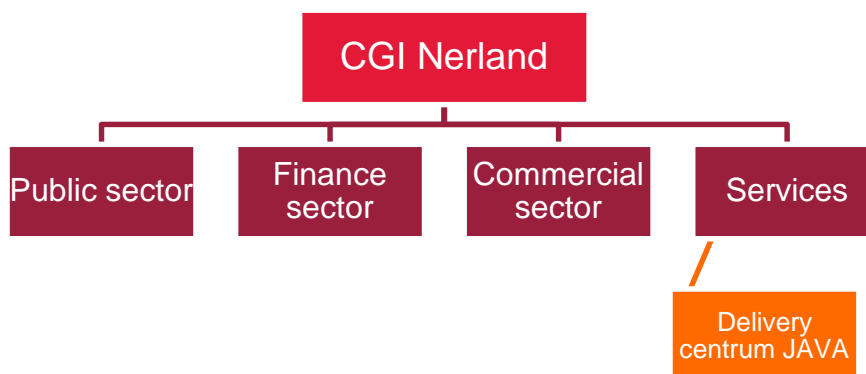 CGI Nerland
Public sector
Finance
sector
Commercial
sector
Services
Delivery
centrum JAVA